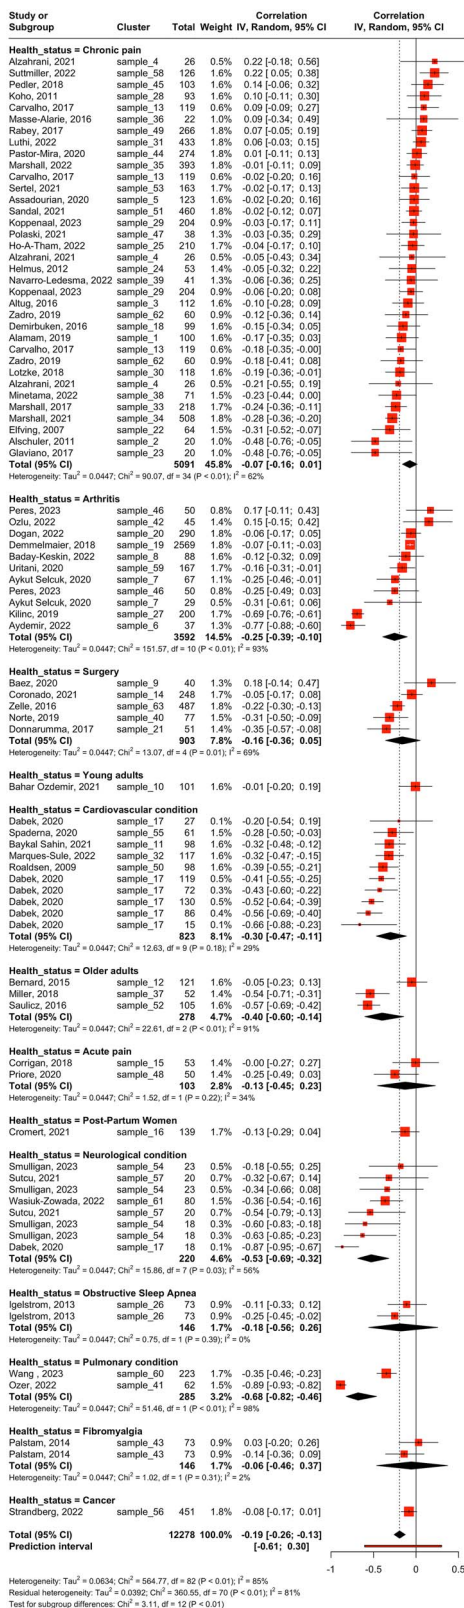 Study or Correlation Correlation
Subgroup Cluster Total Weight IV, Random, 95% CI IV, Random, 95% CI
Health_status = Chronic pain
Alzahrani, 2021 sample_4 26 0.5% 0.22 [-0.18; 0.56]
Suttmiller, 2022 sample_58 126 1.6% 0.22 [0.05; 0.38]
Pedler, 2018 sample_45 103 1.6% 0.14 [-0.06; 0.32]
Koho, 2011 sample_28 93 1.5% 0.10 [-0.11; 0.30]
Carvalho, 2017 sample_13 119 1.1% 0.09 [-0.09; 0.27]
Masse-Alarie, 2016 sample_36 22 1.1% 0.09 [-0.34; 0.49]
Rabey, 2017 sample_49 266 1.8% 0.07 [-0.05; 0.19]
Luthi, 2022 sample_31 433 1.8% 0.06 [-0.03; 0.15]
Pastor-Mira, 2020 sample_44 274 1.8% 0.01 [-0.11; 0.13]
Marshall, 2022 sample_35 393 1.8% -0.01 [-0.11; 0.09]
Carvalho, 2017 sample_13 119 1.1% -0.02 [-0.20; 0.16]
Sertel, 2021 sample_53 163 1.7% -0.02 [-0.17; 0.13]
Assadourian, 2020 sample_5 123 1.6% -0.02 [-0.20; 0.16]
Sandal, 2021 sample_51 460 1.8% -0.02 [-0.12; 0.07]
Koppenaal, 2023 sample_29 204 1.5% -0.03 [-0.17; 0.11]
Polaski, 2021 sample_47 38 1.3% -0.03 [-0.35; 0.29]
Ho-A-Tham, 2022 sample_25 210 1.7% -0.04 [-0.17; 0.10]
Alzahrani, 2021 sample_4 26 0.5% -0.05 [-0.43; 0.34]
Helmus, 2012 sample_24 53 1.4% -0.05 [-0.32; 0.22]
Navarro-Ledesma, 2022 sample_39 41 1.3% -0.06 [-0.36; 0.25]
Koppenaal, 2023 sample_29 204 1.5% -0.06 [-0.20; 0.08]
Altug, 2016 sample_3 112 1.6% -0.10 [-0.28; 0.09]
Zadro, 2019 sample_62 60 1.0% -0.12 [-0.36; 0.14]
Demirbuken, 2016 sample_18 99 1.6% -0.15 [-0.34; 0.05]
Alamam, 2019 sample_1 100 1.6% -0.17 [-0.35; 0.03]
Carvalho, 2017 sample_13 119 1.1% -0.18 [-0.35; -0.00]
Zadro, 2019 sample_62 60 1.0% -0.18 [-0.41; 0.08]
Lotzke, 2018 sample_30 118 1.6% -0.19 [-0.36; -0.01]
Alzahrani, 2021 sample_4 26 0.5% -0.21 [-0.55; 0.19]
Minetama, 2022 sample_38 71 1.5% -0.23 [-0.44; 0.00]
Marshall, 2017 sample_33 218 1.7% -0.24 [-0.36; -0.11]
Marshall, 2021 sample_34 508 1.8% -0.28 [-0.36; -0.20]
Elfving, 2007 sample_22 64 1.5% -0.31 [-0.52; -0.07]
Alschuler, 2011 sample_2 20 1.0% -0.48 [-0.76; -0.05]
Glaviano, 2017 sample_23 20 1.0% -0.48 [-0.76; -0.05]
Total (95% CI) 5091 45.8% -0.07 [-0.16; 0.01]
Heterogeneity: Tau² = 0.0447; Chi² = 90.07, df = 34 (P < 0.01); I² = 62%
Health_status = Arthritis
Peres, 2023 sample_46 50 0.8% 0.17 [-0.11; 0.43]
Ozlu, 2022 sample_42 45 1.4% 0.15 [-0.15; 0.42]
Dogan, 2022 sample_20 290 1.8% -0.06 [-0.17; 0.05]
Demmelmaier, 2018 sample_19 2569 1.8% -0.07 [-0.11; -0.03]
Baday-Keskin, 2022 sample_8 88 1.6% -0.12 [-0.32; 0.09]
Uritani, 2020 sample_59 167 1.7% -0.16 [-0.31; -0.01]
Aykut Selcuk, 2020 sample_7 67 1.0% -0.25 [-0.46; -0.01]
Peres, 2023 sample_46 50 0.8% -0.25 [-0.49; 0.03]
Aykut Selcuk, 2020 sample_7 29 0.5% -0.31 [-0.61; 0.06]
Kilinc, 2019 sample_27 200 1.7% -0.69 [-0.76; -0.61]
Aydemir, 2022 sample_6 37 1.3% -0.77 [-0.88; -0.60]
Total (95% CI) 3592 14.5% -0.25 [-0.39; -0.10]
Heterogeneity: Tau² = 0.0447; Chi² = 151.57, df = 10 (P < 0.01); I² = 93%
Health_status = Surgery
Baez, 2020 sample_9 40 1.3% 0.18 [-0.14; 0.47]
Coronado, 2021 sample_14 248 1.8% -0.05 [-0.17; 0.08]
Zelle, 2016 sample_63 487 1.8% -0.22 [-0.30; -0.13]
Norte, 2019 sample_40 77 1.5% -0.31 [-0.50; -0.09]
Donnarumma, 2017 sample_21 51 1.4% -0.35 [-0.57; -0.08]
Total (95% CI) 903 7.8% -0.16 [-0.36; 0.05]
Heterogeneity: Tau² = 0.0447; Chi² = 13.07, df = 4 (P = 0.01); I² = 69%
Health_status = Young adults
Bahar Ozdemir, 2021 sample_10 101 1.6% -0.01 [-0.20; 0.19]
Health_status = Cardiovascular condition
Dabek, 2020 sample_17 27 0.1% -0.20 [-0.54; 0.19]
Spaderna, 2020 sample_55 61 1.5% -0.28 [-0.50; -0.03]
Baykal Sahin, 2021 sample_11 98 1.6% -0.32 [-0.48; -0.12]
Marques-Sule, 2022 sample_32 117 1.6% -0.32 [-0.47; -0.15]
Roaldsen, 2009 sample_50 98 1.6% -0.39 [-0.55; -0.21]
Dabek, 2020 sample_17 119 0.5% -0.41 [-0.55; -0.25]
Dabek, 2020 sample_17 72 0.3% -0.43 [-0.60; -0.22]
Dabek, 2020 sample_17 130 0.5% -0.52 [-0.64; -0.39]
Dabek, 2020 sample_17 86 0.4% -0.56 [-0.69; -0.40]
Dabek, 2020 sample_17 15 0.1% -0.66 [-0.88; -0.23]
Total (95% CI) 823 8.1% -0.30 [-0.47; -0.11]
Heterogeneity: Tau² = 0.0447; Chi² = 12.63, df = 9 (P = 0.18); I² = 29%
Health_status = Older adults
Bernard, 2015 sample_12 121 1.6% -0.05 [-0.23; 0.13]
Miller, 2018 sample_37 52 1.4% -0.54 [-0.71; -0.31]
Saulicz, 2016 sample_52 105 1.6% -0.57 [-0.69; -0.42]
Total (95% CI) 278 4.7% -0.40 [-0.60; -0.14]
Heterogeneity: Tau² = 0.0447; Chi² = 22.61, df = 2 (P < 0.01); I² = 91%
Health_status = Acute pain
Corrigan, 2018 sample_15 53 1.4% -0.00 [-0.27; 0.27]
Priore, 2020 sample_48 50 1.4% -0.25 [-0.49; 0.03]
Total (95% CI) 103 2.8% -0.13 [-0.45; 0.23]
Heterogeneity: Tau² = 0.0447; Chi² = 1.52, df = 1 (P = 0.22); I² = 34%
Health_status = Post-Partum Women
Cromert, 2021 sample_16 139 1.7% -0.13 [-0.29; 0.04]
Health_status = Neurological condition
Smulligan, 2023 sample_54 23 0.4% -0.18 [-0.55; 0.25]
Sutcu, 2021 sample_57 20 0.7% -0.32 [-0.67; 0.14]
Smulligan, 2023 sample_54 23 0.4% -0.34 [-0.66; 0.08]
Wasiuk-Zowada, 2022 sample_61 80 1.5% -0.36 [-0.54; -0.16]
Sutcu, 2021 sample_57 20 0.7% -0.54 [-0.79; -0.13]
Smulligan, 2023 sample_54 18 0.3% -0.60 [-0.83; -0.18]
Smulligan, 2023 sample_54 18 0.3% -0.63 [-0.85; -0.23]
Dabek, 2020 sample_17 18 0.1% -0.87 [-0.95; -0.67]
Total (95% CI) 220 4.6% -0.53 [-0.69; -0.32]
Heterogeneity: Tau² = 0.0447; Chi² = 15.86, df = 7 (P = 0.03); I² = 56%
Health_status = Obstructive Sleep Apnea
Igelstrom, 2013 sample_26 73 0.9% -0.11 [-0.33; 0.12]
Igelstrom, 2013 sample_26 73 0.9% -0.25 [-0.45; -0.02]
Total (95% CI) 146 1.7% -0.18 [-0.56; 0.26]
Heterogeneity: Tau² = 0.0447; Chi² = 0.75, df = 1 (P = 0.39); I² = 0%
Health_status = Pulmonary condition
Wang , 2023 sample_60 223 1.7% -0.35 [-0.46; -0.23]
Ozer, 2022 sample_41 62 1.5% -0.89 [-0.93; -0.82]
Total (95% CI) 285 3.2% -0.68 [-0.82; -0.46]
Heterogeneity: Tau² = 0.0447; Chi² = 51.46, df = 1 (P < 0.01); I² = 98%
Health_status = Fibromyalgia
Palstam, 2014 sample_43 73 0.9% 0.03 [-0.20; 0.26]
Palstam, 2014 sample_43 73 0.9% -0.14 [-0.36; 0.09]
Total (95% CI) 146 1.7% -0.06 [-0.46; 0.37]
Heterogeneity: Tau² = 0.0447; Chi² = 1.02, df = 1 (P = 0.31); I² = 2%
Health_status = Cancer
Strandberg, 2022 sample_56 451 1.8% -0.08 [-0.17; 0.01]
Total (95% CI) 12278 100.0% -0.19 [-0.26; -0.13]
Prediction interval [-0.61; 0.30]
-1 -0.5 0 0.5
Heterogeneity: Tau² = 0.0634; Chi² = 564.77, df = 82 (P < 0.01); I² = 85%
Residual heterogeneity: Tau² = 0.0392; Chi² = 360.55, df = 70 (P < 0.01); I² = 81%
Test for subgroup differences: Chi² = 3.11, df = 12 (P < 0.01)